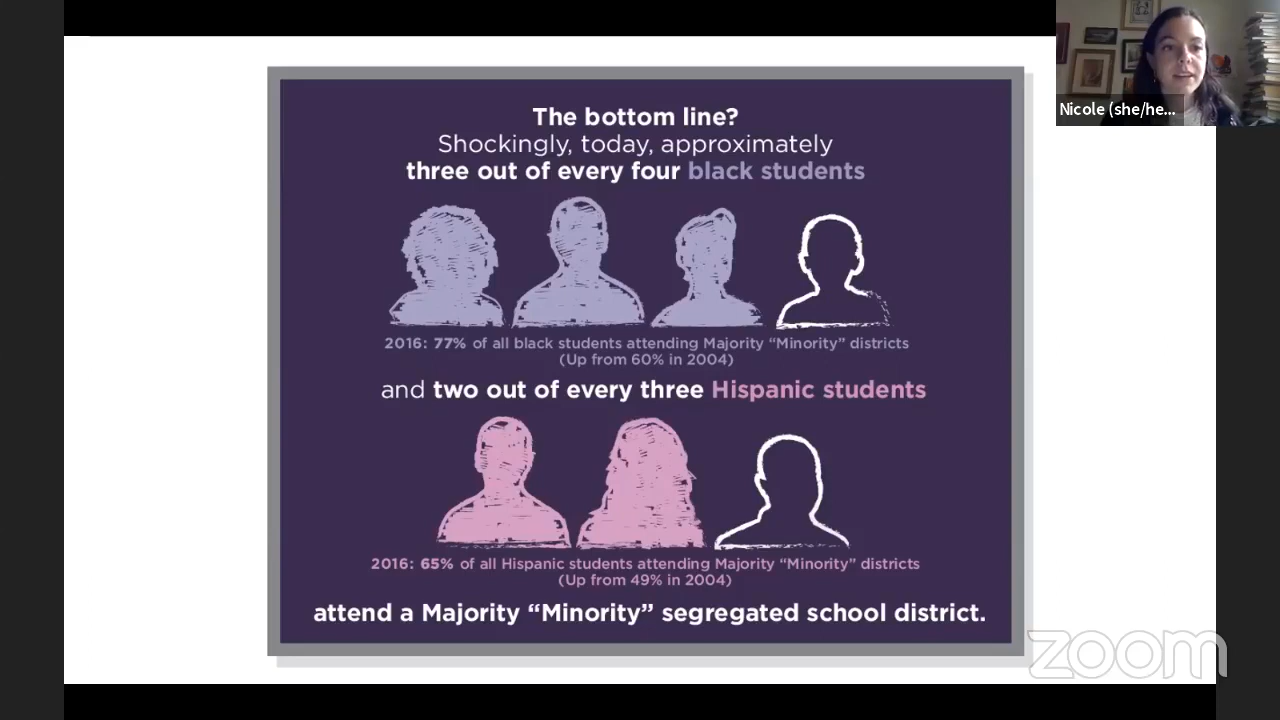 The bottom line?
Shockingly, today, approximately
three out of every four black students
2016: 77% of all black students attending Majority “Minority” districts
(Up from 60% in 2004)
and two out of every three Hispanic students
2016: 65% of all Hispanic students attending Majority “Minority” districts
(Up from 49% in 2004)
attend a Majority “Minority” segregated school district.
Nicole (she/he...
zoom